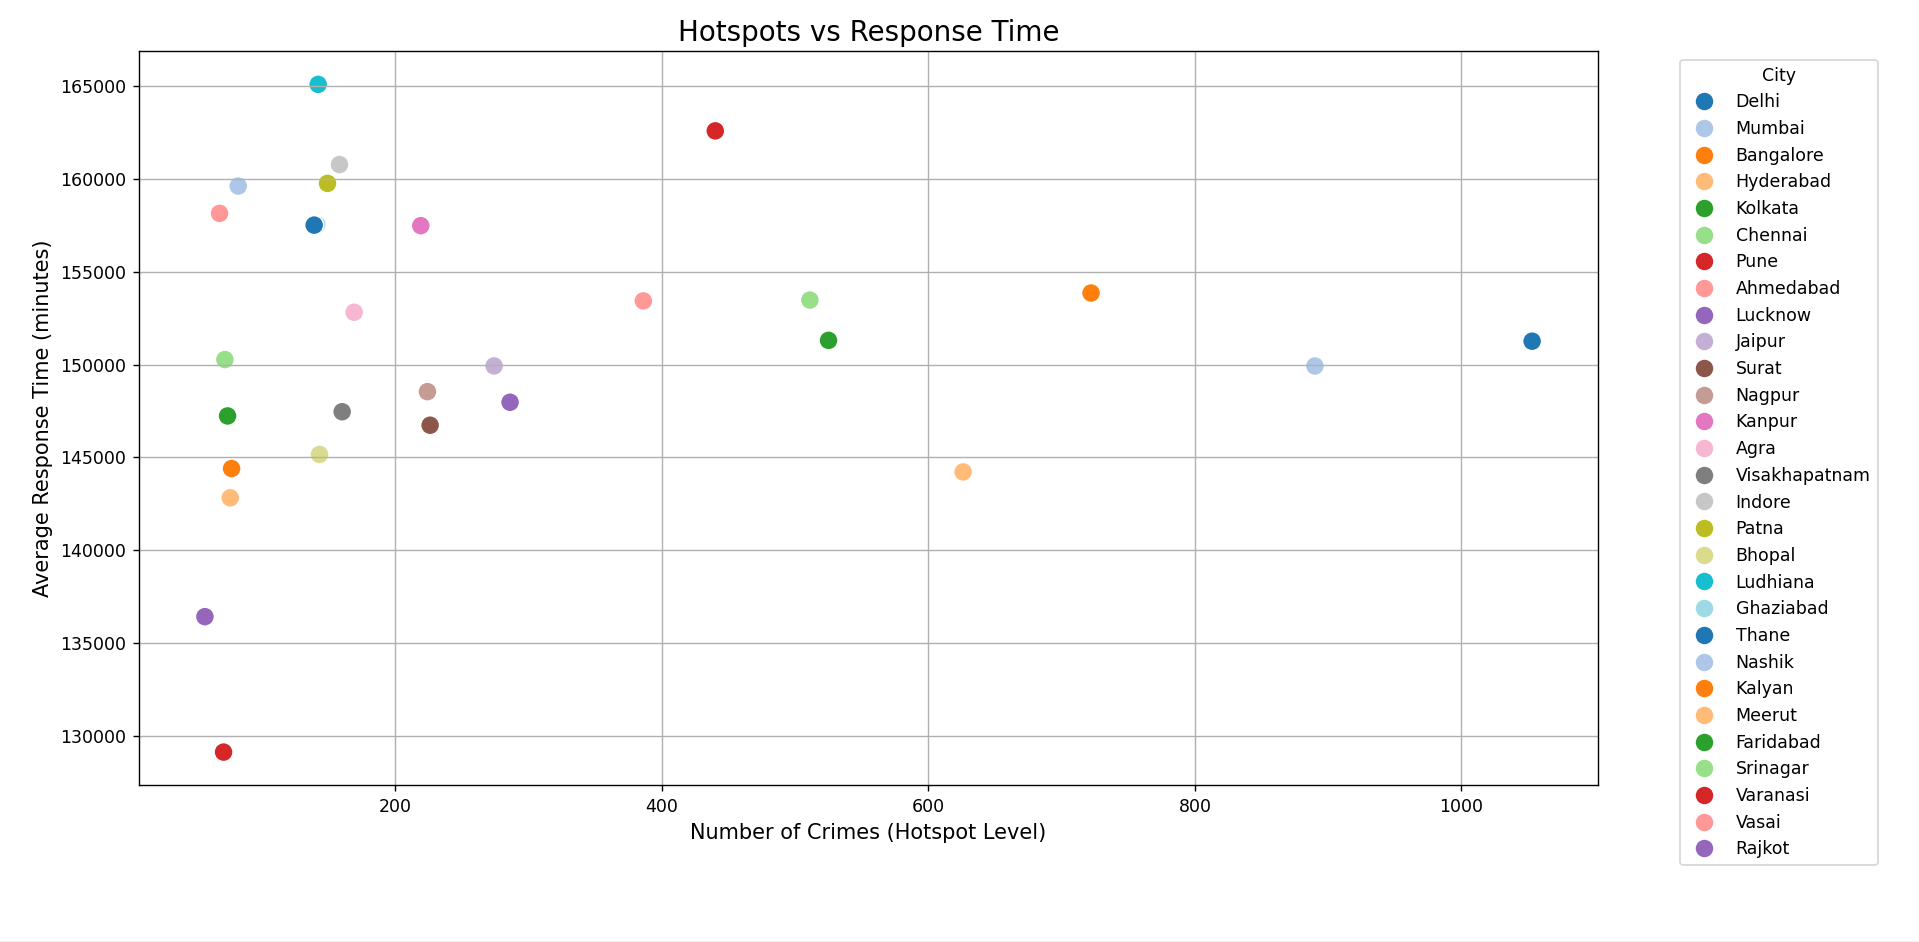 Hotspots vs Response Time
165000
160000
155000
150000
145000
140000
135000
130000
Average Response Time (minutes)
200
400
600
800
1000
Number of Crimes (Hotspot Level)
City
Delhi
Mumbai
Bangalore
Hyderabad
Kolkata
Chennai
Pune
Ahmedabad
Lucknow
Jaipur
Surat
Nagpur
Kanpur
Agra
Visakhapatnam
Indore
Patna
Bhopal
Ludhiana
Ghaziabad
Thane
Nashik
Kalyan
Meerut
Faridabad
Srinagar
Varanasi
Vasai
Rajkot